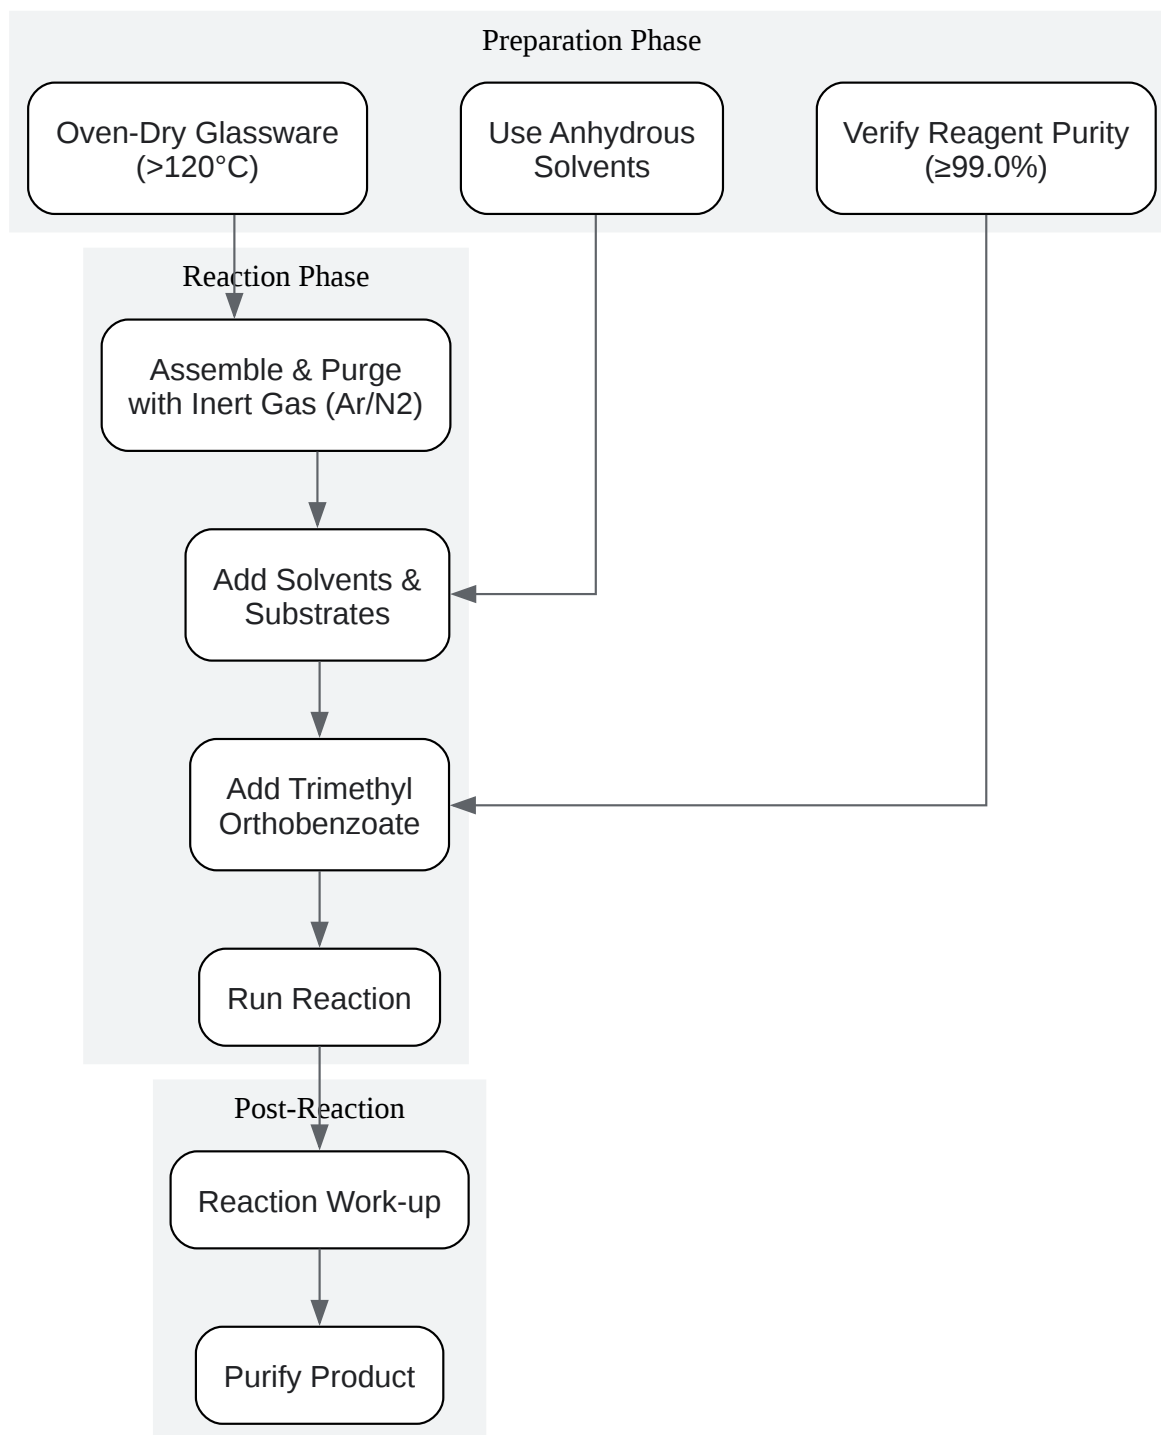 Preparation Phase
Oven-Dry Glassware
(>120°C)
Use Anhydrous
Solvents
Verify Reagent Purity
(≥99.0%)
Reaction Phase
Assemble & Purge
with Inert Gas (Ar/N2)
Add Solvents &
Substrates
Add Trimethyl
Orthobenzoate
Run Reaction
Post-Reaction
Reaction Work-up
Purify Product